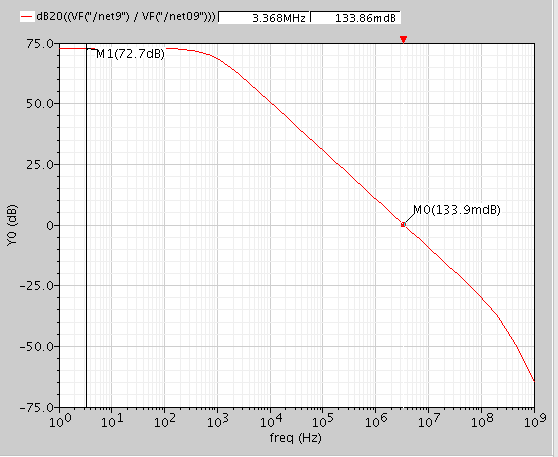 dB20((VF("/net9") / VF("/net09"))) 3.368MHz 133.86mdB
75.0
M1(72.7dB)
50.0
25.0
M0(133.9mdB)
0
-25.0
-50.0
-75.0
Y0 (dB)
10^0 10^1 10^2 10^3 10^4 10^5 10^6 10^7 10^8 10^9
freq (Hz)